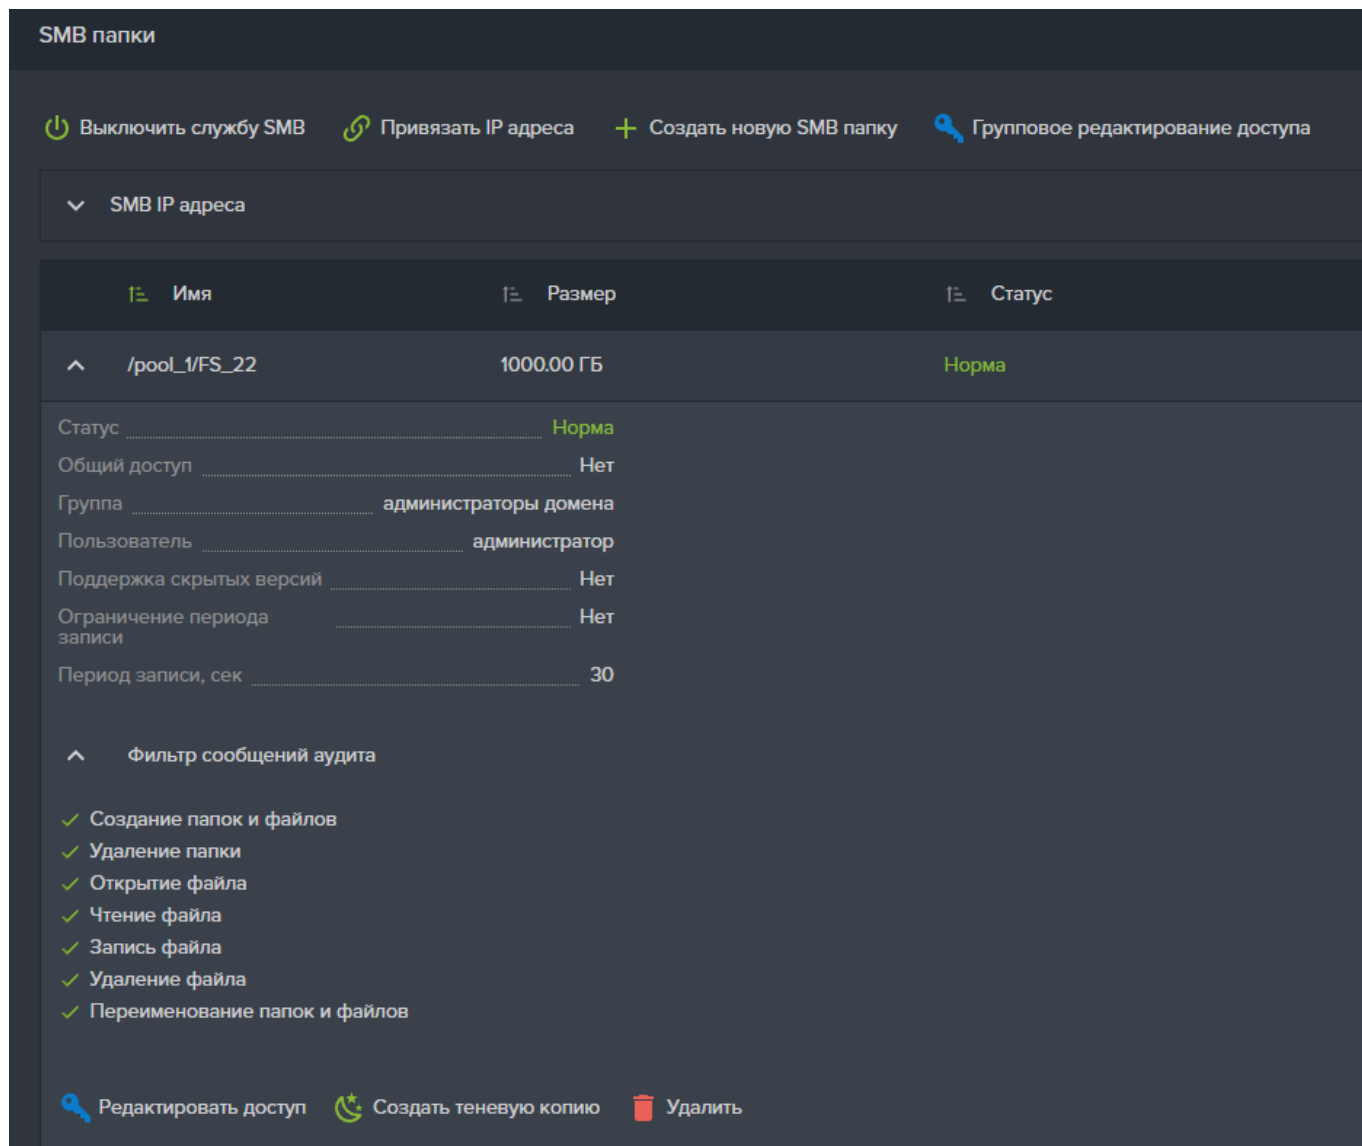 SMB папки
Выключить службу SMB Привязать IP адреса Создать новую SMB папку Групповое редактирование доступа
SMB IP адреса
Имя Размер Статус
/pool_1/FS_22 1000.00 ГБ Норма
Статус Норма
Общий доступ Нет
Группа администраторы домена
Пользователь администратор
Поддержка скрытых версий Нет
Ограничение периода Нет
записи
Период записи, сек 30
Фильтр сообщений аудита
Создание папок и файлов
Удаление папки
Открытие файла
Чтение файла
Запись файла
Удаление файла
Переименование папок и файлов
Редактировать доступ Создать теневую копию Удалить